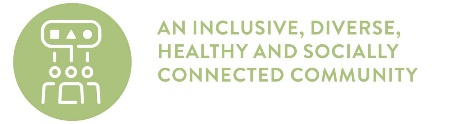 AN INCLUSIVE, DIVERSE,
HEALTHY AND SOCIALLY
CONNECTED COMMUNITY